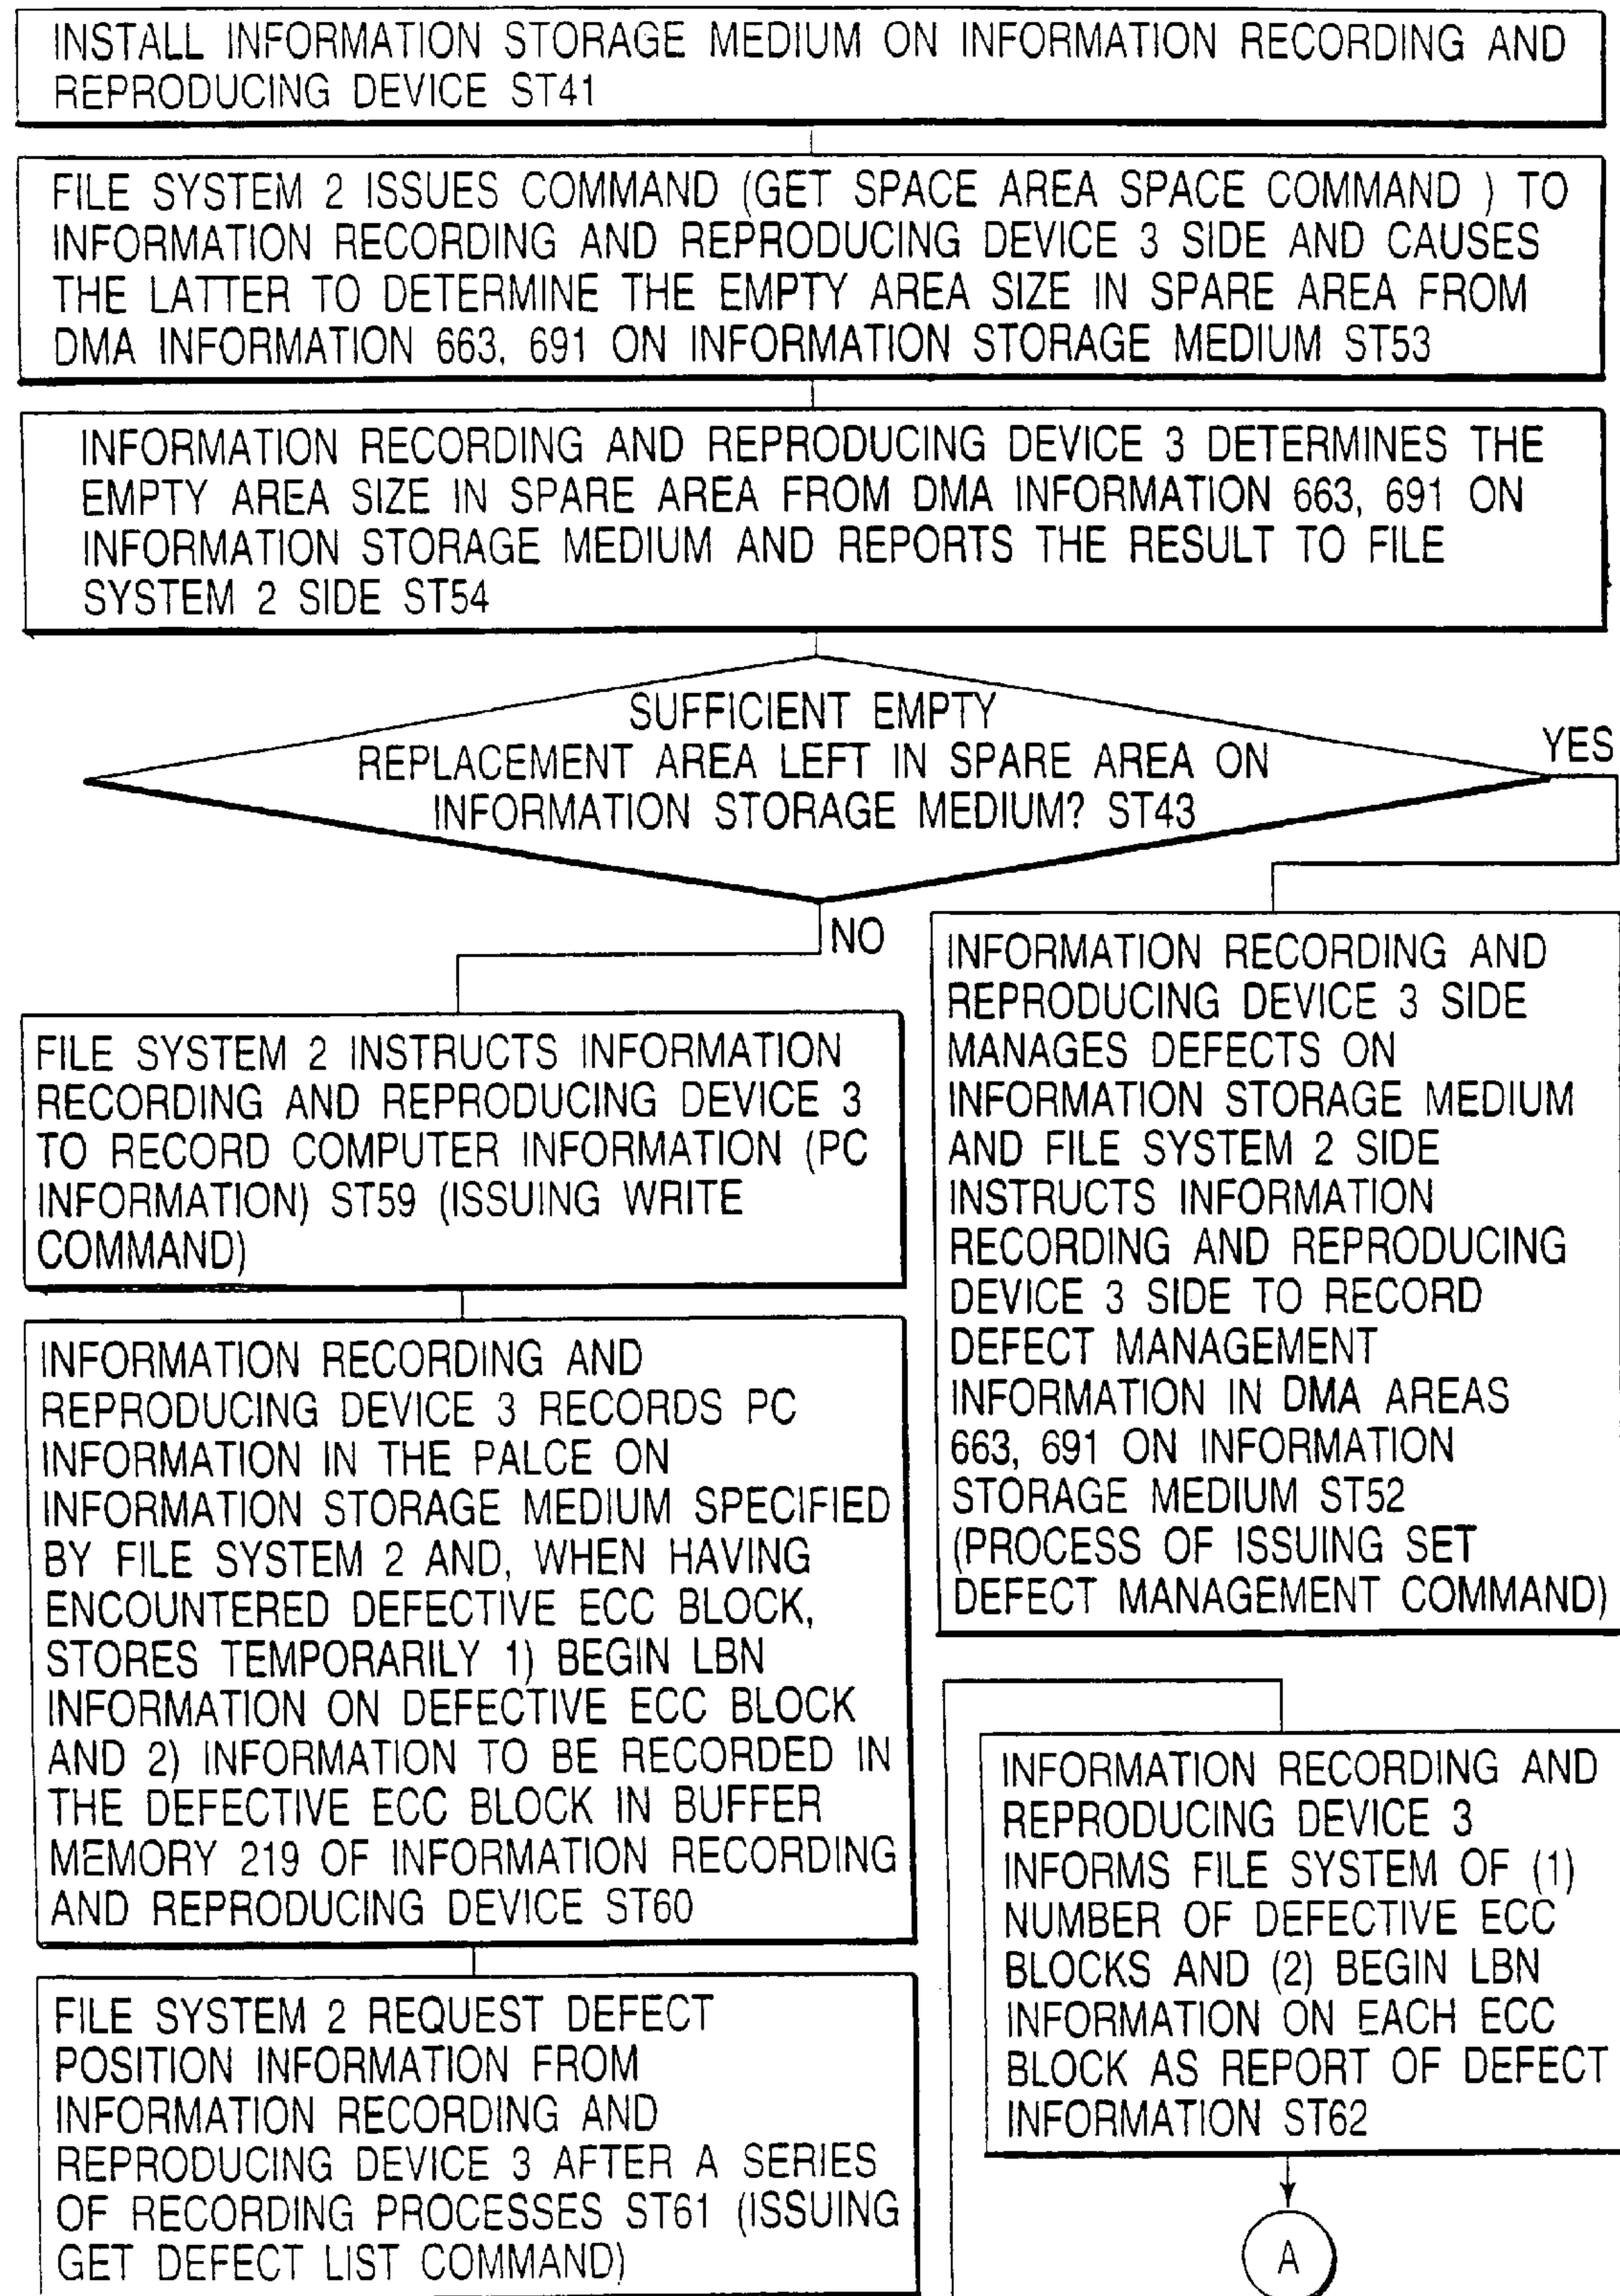 INSTALL INFORMATION STORAGE MEDIUM ON INFORMATION RECORDING AND
REPRODUCING DEVICE ST41
FILE SYSTEM 2 ISSUES COMMAND (GET SPACE AREA SPACE COMMAND ) TO
INFORMATION RECORDING AND REPRODUCING DEVICE 3 SIDE AND CAUSES
THE LATTER TO DETERMINE THE EMPTY AREA SIZE IN SPARE AREA FROM
DMA INFORMATION 663, 691 ON INFORMATION STORAGE MEDIUM ST53
INFORMATION RECORDING AND REPRODUCING DEVICE 3 DETERMINES THE
EMPTY AREA SIZE IN SPARE AREA FROM DMA INFORMATION 663, 691 ON
INFORMATION STORAGE MEDIUM AND REPORTS THE RESULT TO FILE
SYSTEM 2 SIDE ST54
SUFFICIENT EMPTY
REPLACEMENT AREA LEFT IN SPARE AREA ON
INFORMATION STORAGE MEDIUM? ST43
YES
NO
FILE SYSTEM 2 INSTRUCTS INFORMATION
RECORDING AND REPRODUCING DEVICE 3
TO RECORD COMPUTER INFORMATION (PC
INFORMATION) ST59 (ISSUING WRITE
COMMAND)
INFORMATION RECORDING AND
REPRODUCING DEVICE 3 RECORDS PC
INFORMATION IN THE PALCE ON
INFORMATION STORAGE MEDIUM SPECIFIED
BY FILE SYSTEM 2 AND, WHEN HAVING
ENCOUNTERED DEFECTIVE ECC BLOCK,
STORES TEMPORARILY 1) BEGIN LBN
INFORMATION ON DEFECTIVE ECC BLOCK
AND 2) INFORMATION TO BE RECORDED IN
THE DEFECTIVE ECC BLOCK IN BUFFER
MEMORY 219 OF INFORMATION RECORDING
AND REPRODUCING DEVICE ST60
FILE SYSTEM 2 REQUEST DEFECT
POSITION INFORMATION FROM
INFORMATION RECORDING AND
REPRODUCING DEVICE 3 AFTER A SERIES
OF RECORDING PROCESSES ST61 (ISSUING
GET DEFECT LIST COMMAND)
INFORMATION RECORDING AND
REPRODUCING DEVICE 3 SIDE
MANAGES DEFECTS ON
INFORMATION STORAGE MEDIUM
AND FILE SYSTEM 2 SIDE
INSTRUCTS INFORMATION
RECORDING AND REPRODUCING
DEVICE 3 SIDE TO RECORD
DEFECT MANAGEMENT
INFORMATION IN DMA AREAS
663, 691 ON INFORMATION
STORAGE MEDIUM ST52
(PROCESS OF ISSUING SET
DEFECT MANAGEMENT COMMAND)
INFORMATION RECORDING AND
REPRODUCING DEVICE 3
INFORMS FILE SYSTEM OF (1)
NUMBER OF DEFECTIVE ECC
BLOCKS AND (2) BEGIN LBN
INFORMATION ON EACH ECC
BLOCK AS REPORT OF DEFECT
INFORMATION ST62
A